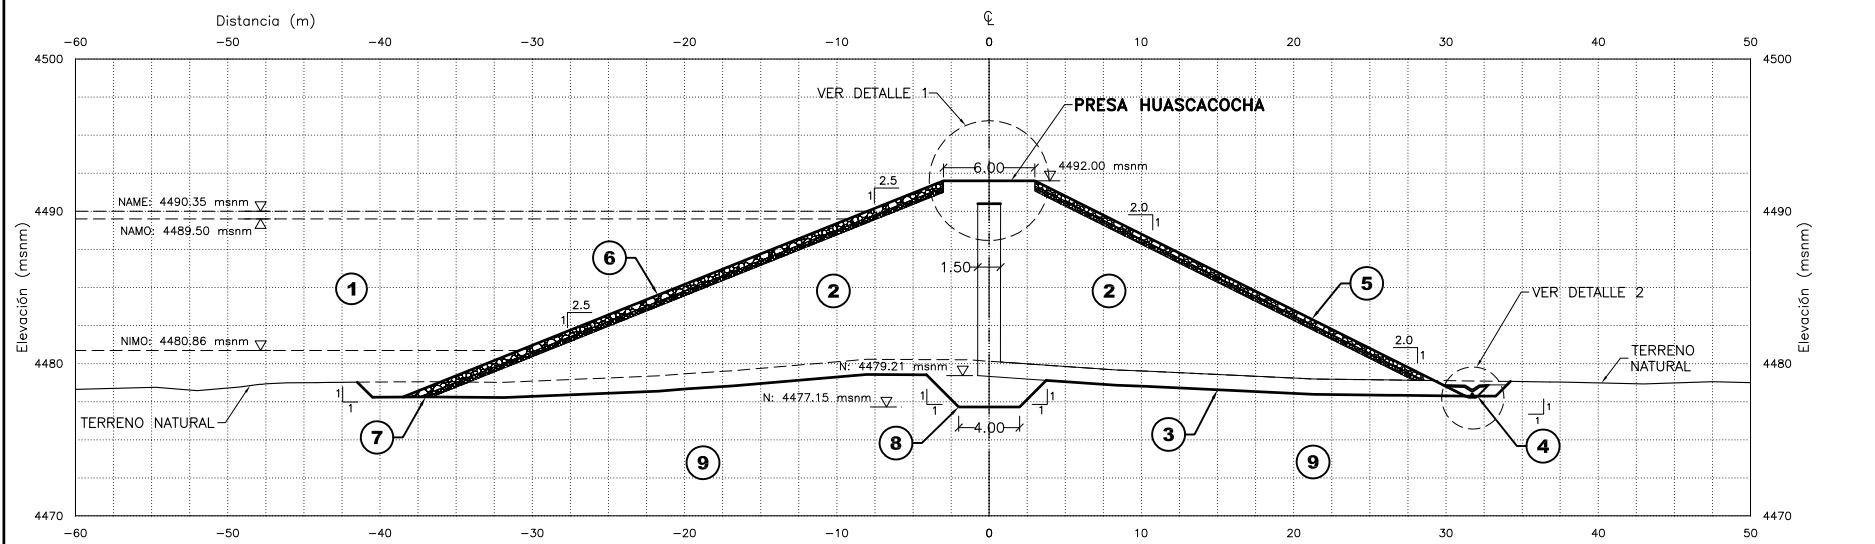 Distancia (m)
℄
-60 -50 -40 -30 -20 -10 0 10 20 30 40 50
4500 4500
VER DETALLE 1
PRESA HUASCACOCHA
6.00
4492.00 msnm
2.5
1
NAME: 4490.35 msnm
2.0
1
4490 4490
NAMO: 4489.50 msnm
Elevación (msnm)
Elevación (msnm)
6
1.50
1
2
2
5
VER DETALLE 2
2.5
1
NIMO: 4480.86 msnm
2.0
1
TERRENO
NATURAL
4480 4480
N: 4479.21 msnm
1
1
N: 4477.15 msnm
1
1
1
1
1
1
TERRENO NATURAL
4.00
7
8
3
4
9
9
4470 4470
-60 -50 -40 -30 -20 -10 0 10 20 30 40 50